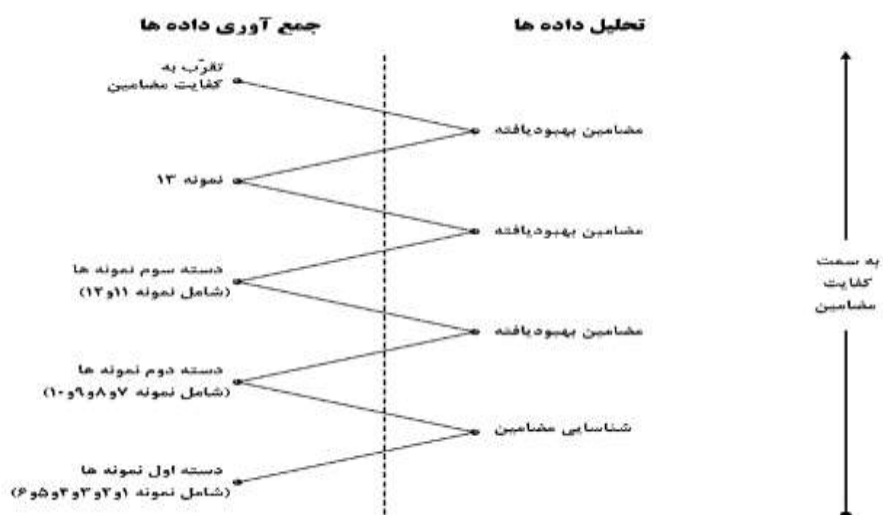 جمع آوری داده ها
تحلیل داده ها
تقرّب به
کفایت مضامین
مضامین بهبودیافته
نمونه ۱۳
مضامین بهبودیافته
دسته سوم نمونه ها
(شامل نمونه ۱۱و۱۲)
مضامین بهبودیافته
دسته دوم نمونه ها
(شامل نمونه ۷و۸و۹و۱۰)
شناسایی مضامین
دسته اول نمونه ها
(شامل نمونه ۱و۲و۳و۴و۵و۶)
به سمت
کفایت
مضامین